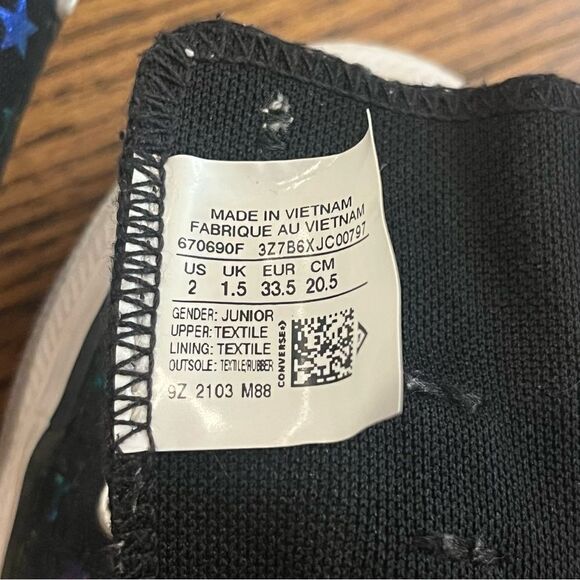 MADE IN VIETNAM
FABRIQUE AU VIETNAM
670690F 3Z7B6XJC00797
US UK EUR CM
2 1.5 33.5 20.5
GENDER: JUNIOR
UPPER: TEXTILE
LINING: TEXTILE
OUTSOLE: TEXTILE/RUBBER
9Z 2103 M88
CONVERSE